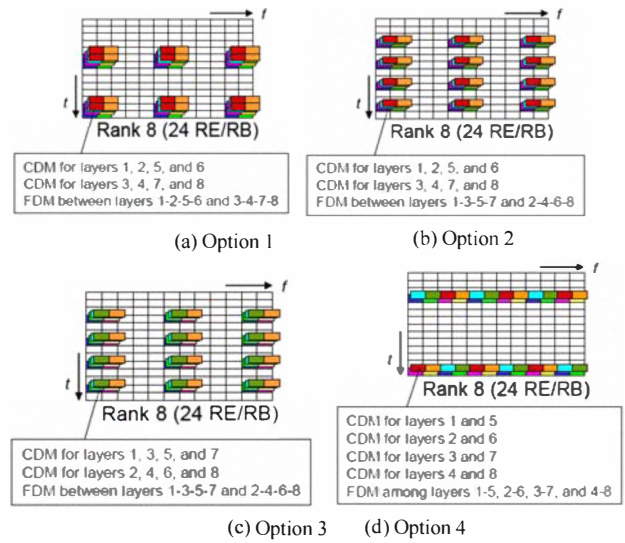 f
t
Rank 8 (24 RE/RB)
CDM for layers 1, 2, 5, and 6
CDM for layers 3, 4, 7, and 8
FDM between layers 1-2-5-6 and 3-4-7-8
(a) Option 1
f
t
Rank 8 (24 RE/RB)
CDM for layers 1, 2, 5, and 6
CDM for layers 3, 4, 7, and 8
FDM between layers 1-3-5-7 and 2-4-6-8
(b) Option 2
f
t
Rank 8 (24 RE/RB)
CDM for layers 1, 3, 5, and 7
CDM for layers 2, 4, 6, and 8
FDM between layers 1-3-5-7 and 2-4-6-8
(c) Option 3
f
t
Rank 8 (24 RE/RB)
CDM for layers 1 and 5
CDM for layers 2 and 6
CDM for layers 3 and 7
CDM for layers 4 and 8
FDM among layers 1-5, 2-6, 3-7, and 4-8
(d) Option 4